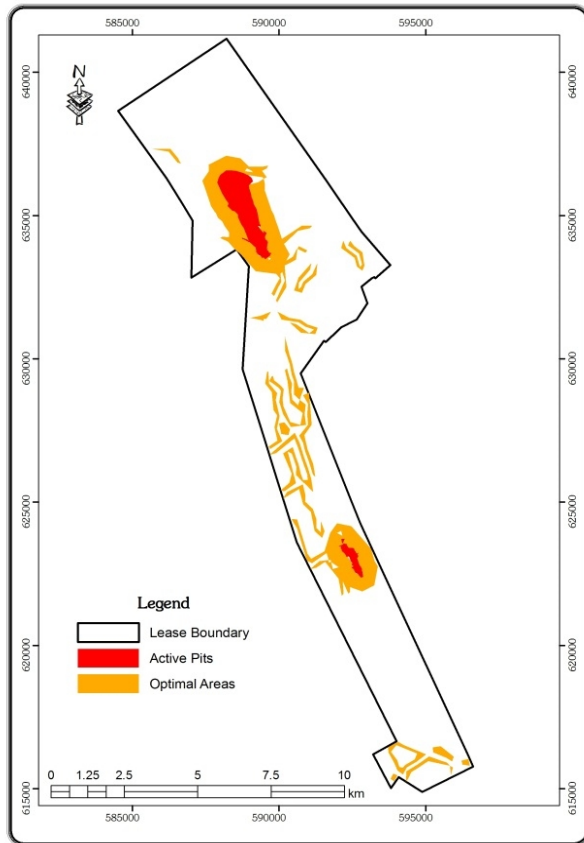 585000 590000 595000
N
640000 640000
635000 635000
630000 630000
625000 625000
620000 620000
615000 615000
Legend
Lease Boundary
Active Pits
Optimal Areas
0 1.25 2.5 5 7.5 10
km
585000 590000 595000